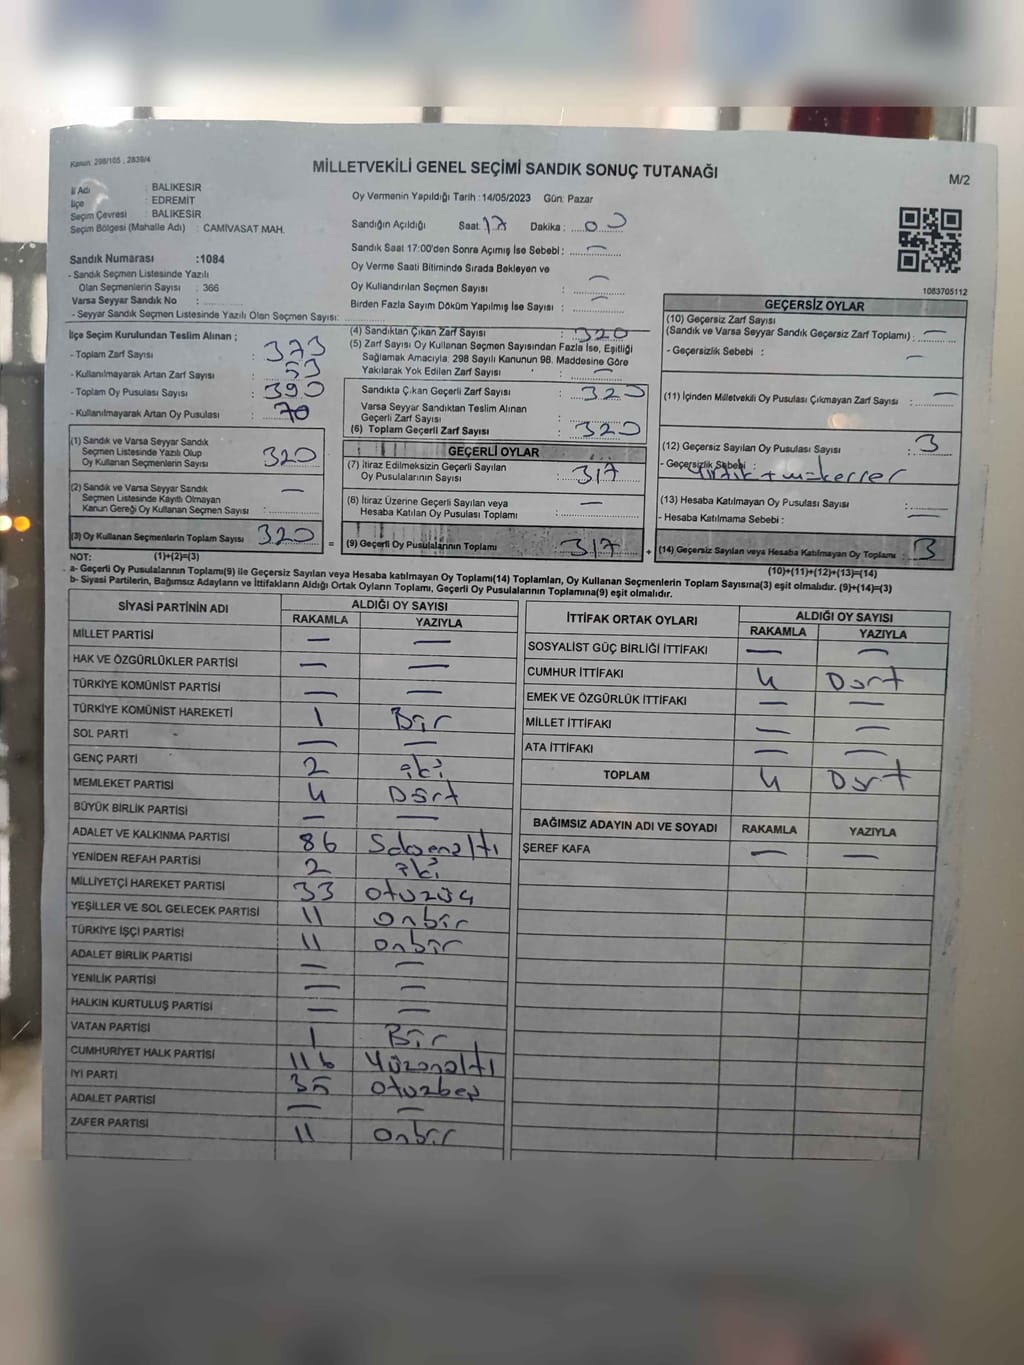 Kanun: 298/105 , 2839/4
MİLLETVEKİLİ GENEL SEÇİMİ SANDIK SONUÇ TUTANAĞI
M/2
İl Adı : BALIKESİR
İlçe : EDREMİT
Seçim Çevresi : BALIKESİR
Seçim Bölgesi (Mahalle Adı) : CAMİVASAT MAH.
Sandık Numarası :1084
- Sandık Seçmen Listesinde Yazılı
Olan Seçmenlerin Sayısı : 366
Varsa Seyyar Sandık No :
- Seyyar Sandık Seçmen Listesinde Yazılı Olan Seçmen Sayısı:
Oy Vermenin Yapıldığı Tarih :14/05/2023 Gün: Pazar
Sandığın Açıldığı Saat: 17 Dakika : 00
Sandık Saat 17:00'den Sonra Açılmış İse Sebebi : —
Oy Verme Saati Bitiminde Sırada Bekleyen ve
Oy Kullandırılan Seçmen Sayısı : —
Birden Fazla Sayım Döküm Yapılmış İse Sayısı : —
1083705112
İlçe Seçim Kurulundan Teslim Alınan ;
- Toplam Zarf Sayısı : 373
- Kullanılmayarak Artan Zarf Sayısı : 53
- Toplam Oy Pusulası Sayısı : 390
- Kullanılmayarak Artan Oy Pusulası : 70
(4) Sandıktan Çıkan Zarf Sayısı : 320
(5) Zarf Sayısı Oy Kullanan Seçmen Sayısından Fazla İse, Eşitliği
Sağlamak Amacıyla; 298 Sayılı Kanunun 98. Maddesine Göre
Yakılarak Yok Edilen Zarf Sayısı : —
Sandıkta Çıkan Geçerli Zarf Sayısı : 320
Varsa Seyyar Sandıktan Teslim Alınan
Geçerli Zarf Sayısı :
(6) Toplam Geçerli Zarf Sayısı : 320
GEÇERSİZ OYLAR
(10) Geçersiz Zarf Sayısı
(Sandık ve Varsa Seyyar Sandık Geçersiz Zarf Toplamı) : —
- Geçersizlik Sebebi : —
(11) İçinden Milletvekili Oy Pusulası Çıkmayan Zarf Sayısı : —
(12) Geçersiz Sayılan Oy Pusulası Sayısı : 3
- Geçersizlik Sebebi : Yırtık + mükerrer
(13) Hesaba Katılmayan Oy Pusulası Sayısı : —
- Hesaba Katılmama Sebebi : —
(14) Geçersiz Sayılan veya Hesaba Katılmayan Oy Toplamı : 3
(1) Sandık ve Varsa Seyyar Sandık
Seçmen Listesinde Yazılı Olup
Oy Kullanan Seçmenlerin Sayısı : 320
(2) Sandık ve Varsa Seyyar Sandık
Seçmen Listesinde Kayıtlı Olmayan
Kanun Gereği Oy Kullanan Seçmen Sayısı : —
(3) Oy Kullanan Seçmenlerin Toplam Sayısı : 320 =
GEÇERLİ OYLAR
(7) İtiraz Edilmeksizin Geçerli Sayılan
Oy Pusulalarının Sayısı : 317
(8) İtiraz Üzerine Geçerli Sayılan veya
Hesaba Katılan Oy Pusulası Toplamı : —
(9) Geçerli Oy Pusulalarının Toplamı : 317 +
NOT: (1)+(2)=(3)
(10)+(11)+(12)+(13)=(14)
a- Geçerli Oy Pusulalarının Toplamı(9) ile Geçersiz Sayılan veya Hesaba katılmayan Oy Toplamı(14) Toplamları, Oy Kullanan Seçmenlerin Toplam Sayısına(3) eşit olmalıdır. (9)+(14)=(3)
b- Siyasi Partilerin, Bağımsız Adayların ve İttifakların Aldığı Ortak Oyların Toplamı, Geçerli Oy Pusulalarının Toplamına(9) eşit olmalıdır.
SİYASİ PARTİNİN ADI ALDIĞI OY SAYISI
RAKAMLA YAZIYLA
MİLLET PARTİSİ — —
HAK VE ÖZGÜRLÜKLER PARTİSİ — —
TÜRKİYE KOMÜNİST PARTİSİ — —
TÜRKİYE KOMÜNİST HAREKETİ 1 Bir
SOL PARTİ — —
GENÇ PARTİ 2 iki
MEMLEKET PARTİSİ 4 Dört
BÜYÜK BİRLİK PARTİSİ — —
ADALET VE KALKINMA PARTİSİ 86 Seksenaltı
YENİDEN REFAH PARTİSİ 2 iki
MİLLİYETÇİ HAREKET PARTİSİ 33 otuzüç
YEŞİLLER VE SOL GELECEK PARTİSİ 11 onbir
TÜRKİYE İŞÇİ PARTİSİ 11 onbir
ADALET BİRLİK PARTİSİ — —
YENİLİK PARTİSİ — —
HALKIN KURTULUŞ PARTİSİ — —
VATAN PARTİSİ 1 Bir
CUMHURİYET HALK PARTİSİ 116 Yüzonaltı
İYİ PARTİ 35 otuzbeş
ADALET PARTİSİ — —
ZAFER PARTİSİ 11 onbir
İTTİFAK ORTAK OYLARI ALDIĞI OY SAYISI
RAKAMLA YAZIYLA
SOSYALİST GÜÇ BİRLİĞİ İTTİFAKI — —
CUMHUR İTTİFAKI 4 Dört
EMEK VE ÖZGÜRLÜK İTTİFAKI — —
MİLLET İTTİFAKI — —
ATA İTTİFAKI — —
TOPLAM 4 Dört
BAĞIMSIZ ADAYIN ADI VE SOYADI RAKAMLA YAZIYLA
ŞEREF KAFA — —